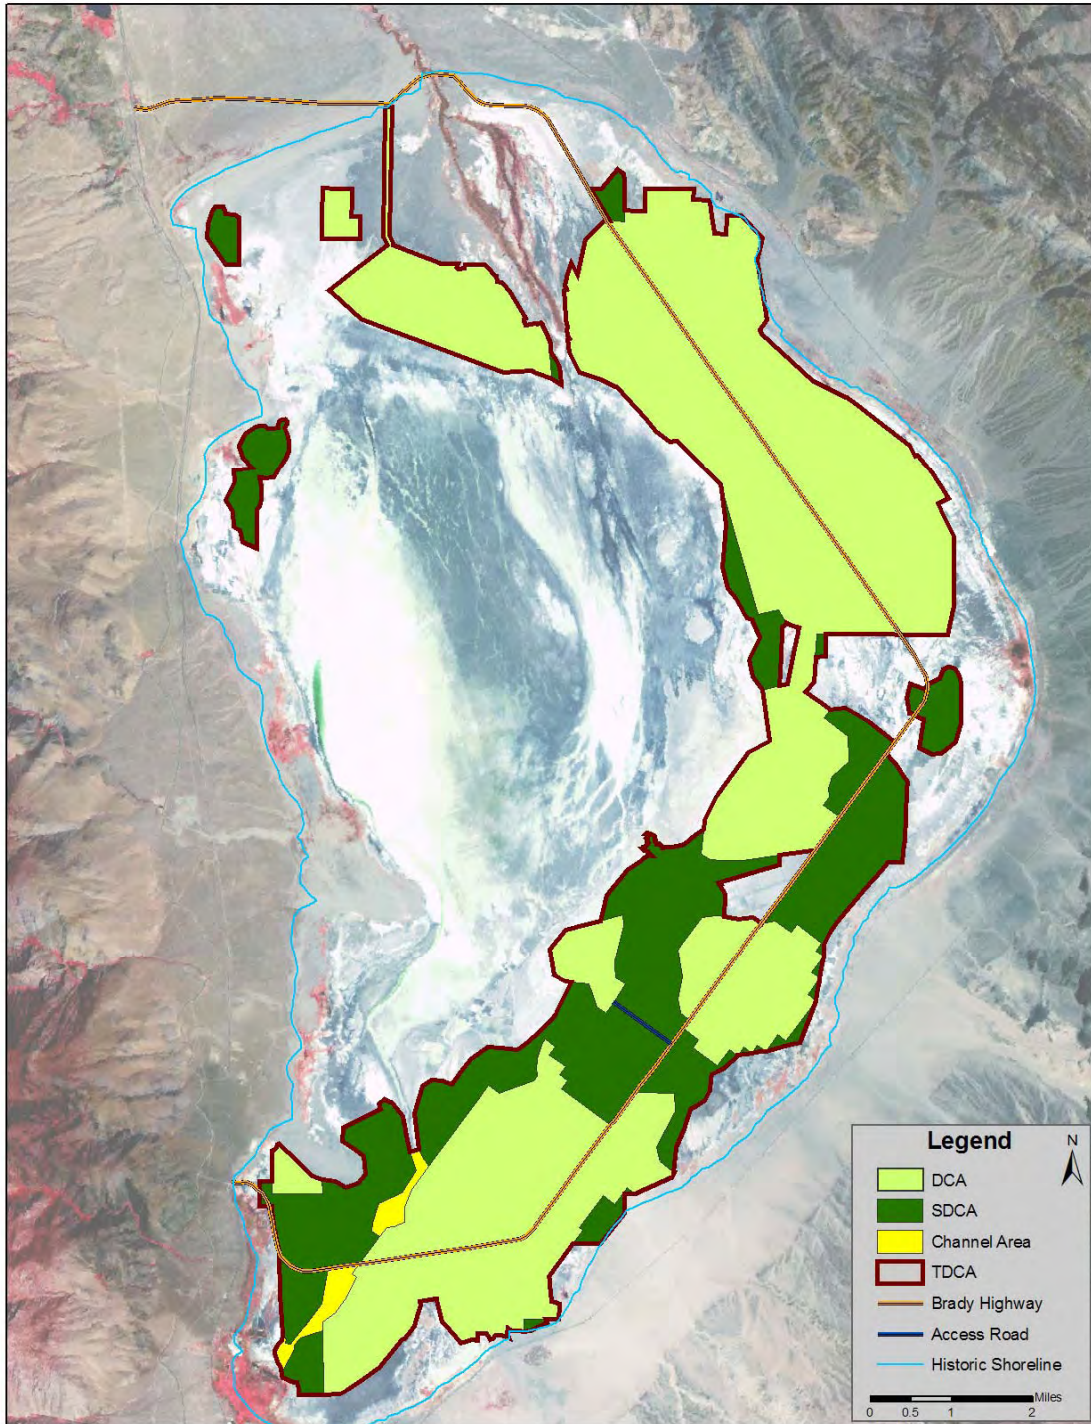 Legend
N
DCA
SDCA
Channel Area
TDCA
Brady Highway
Access Road
Historic Shoreline
Miles
0 0.5 1 2